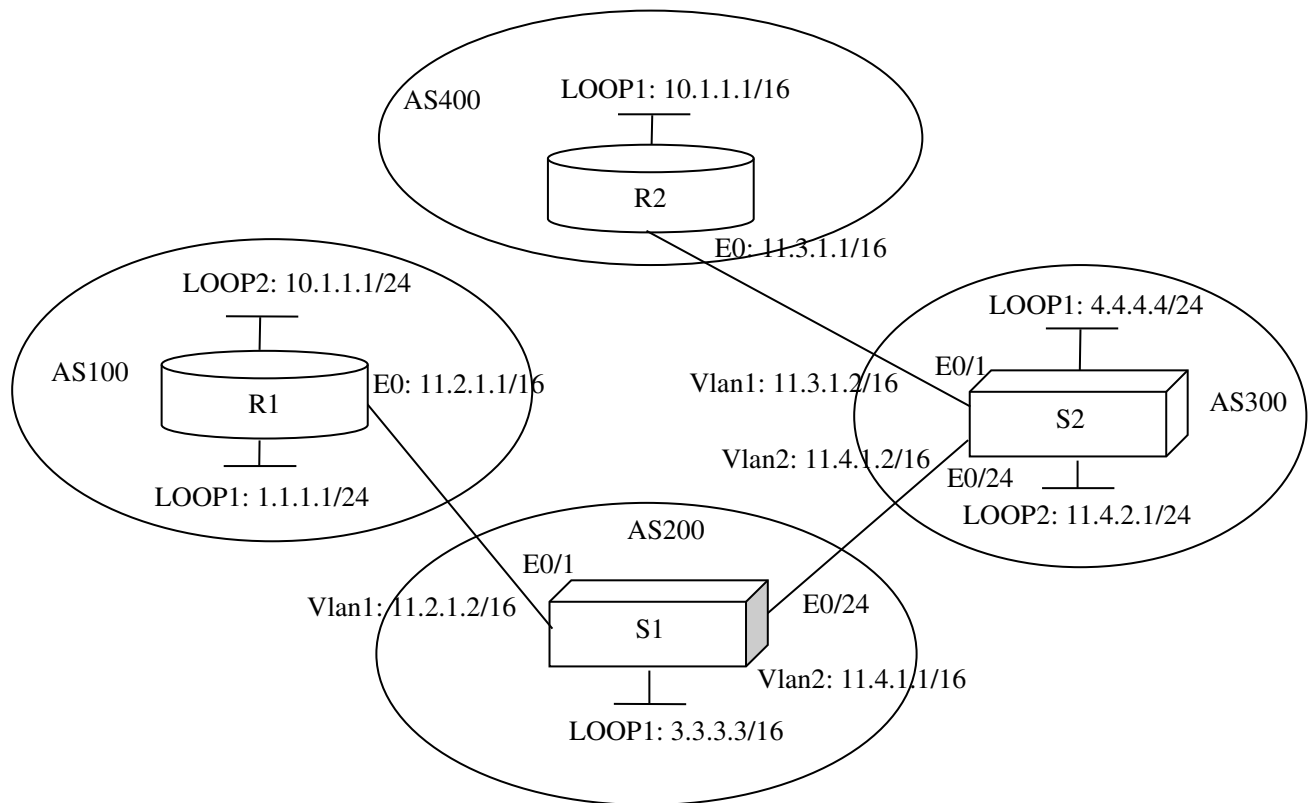 LOOP1: 10.1.1.1/16
AS400
R2
E0: 11.3.1.1/16
LOOP2: 10.1.1.1/24
LOOP1: 4.4.4.4/24
AS100
E0: 11.2.1.1/16
E0/1
Vlan1: 11.3.1.2/16
R1
S2
AS300
Vlan2: 11.4.1.2/16
E0/24
LOOP1: 1.1.1.1/24
LOOP2: 11.4.2.1/24
AS200
E0/1
Vlan1: 11.2.1.2/16
E0/24
S1
Vlan2: 11.4.1.1/16
LOOP1: 3.3.3.3/16